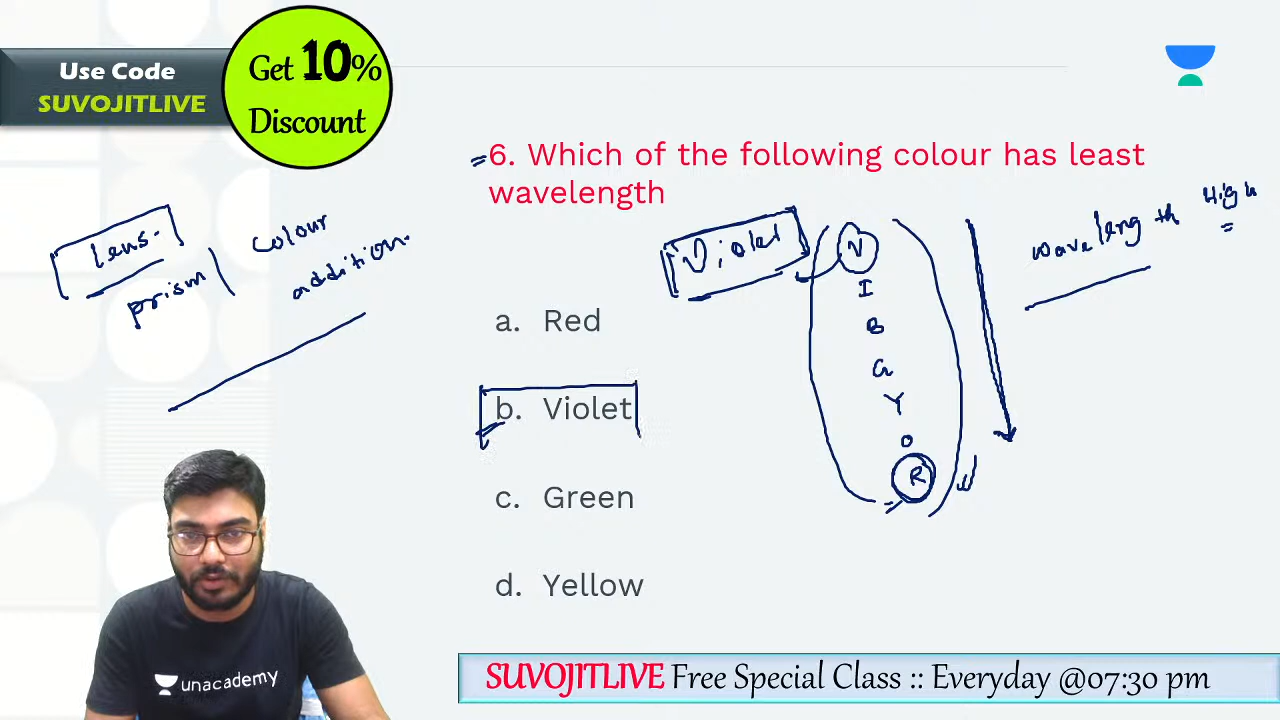 Use Code
SUVOJITLIVE
Get 10%
Discount
6. Which of the following colour has least
wavelength
lens.
prism
Colour
addition.
Violet
V
I
B
G
Y
O
R
wavelength High
a. Red
b. Violet
c. Green
d. Yellow
unacademy
SUVOJITLIVE Free Special Class :: Everyday @07:30 pm